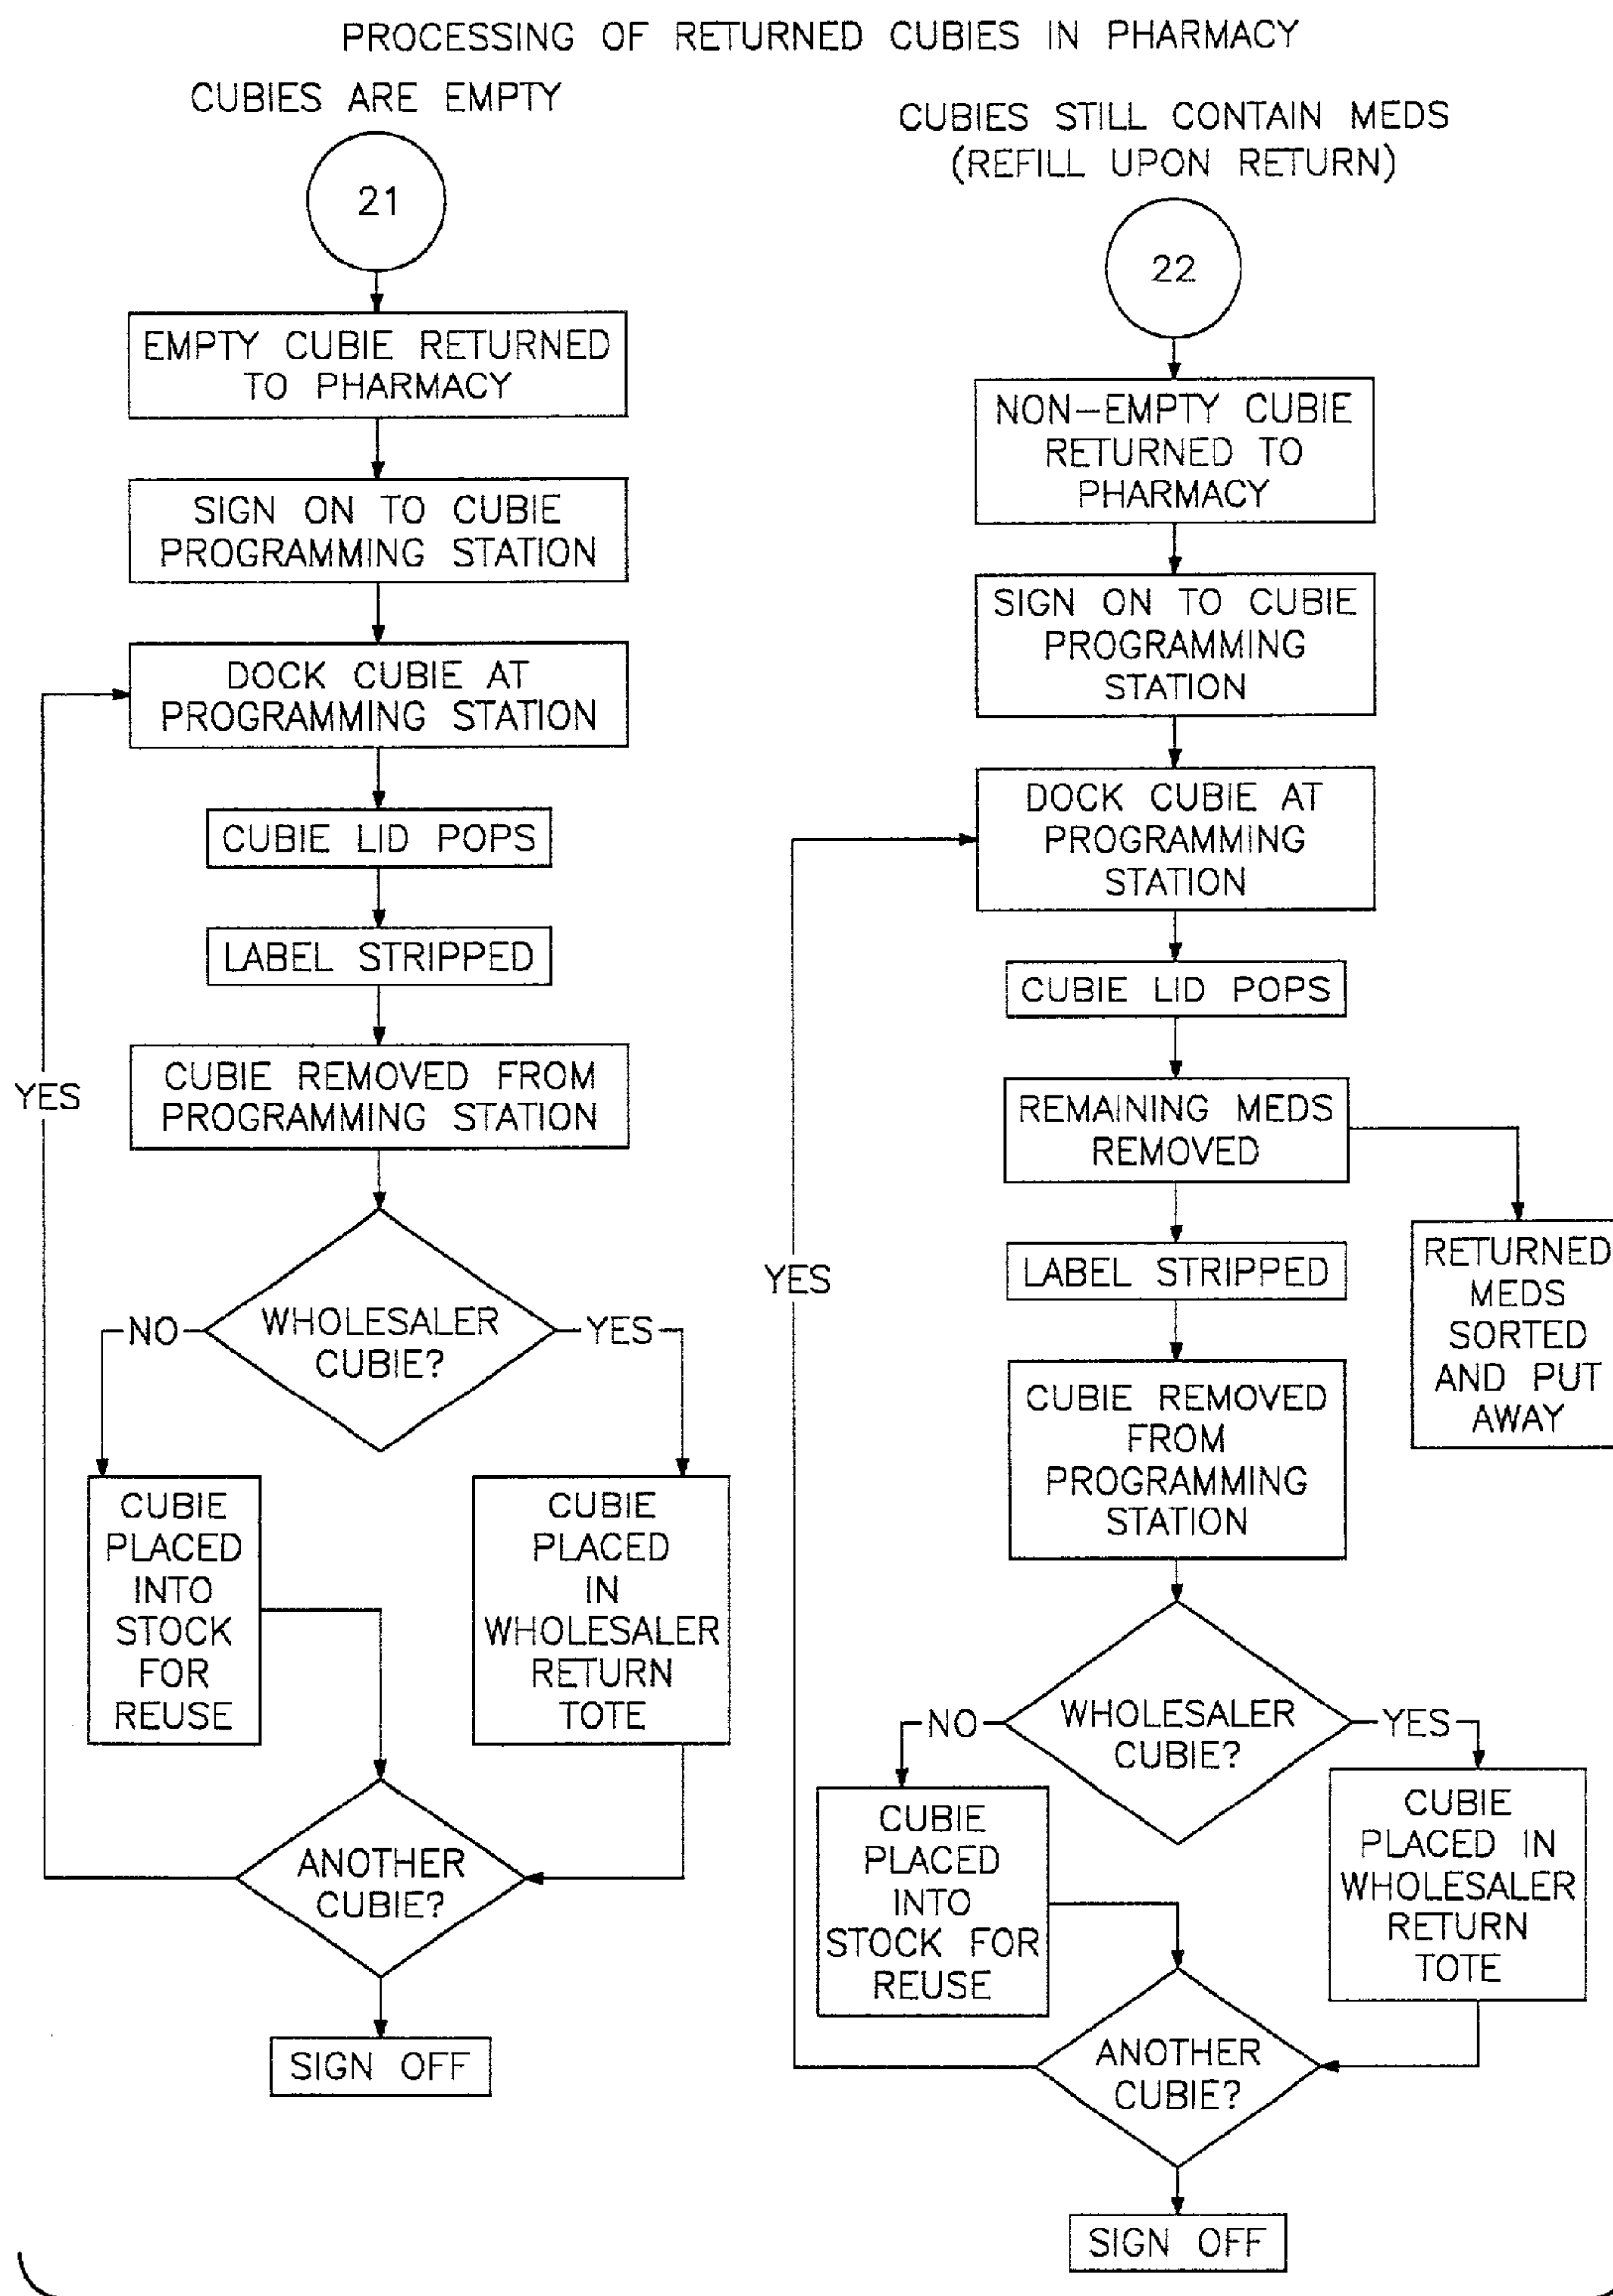 PROCESSING OF RETURNED CUBIES IN PHARMACY
CUBIES ARE EMPTY
21
EMPTY CUBIE RETURNED
TO PHARMACY
SIGN ON TO CUBIE
PROGRAMMING STATION
DOCK CUBIE AT
PROGRAMMING STATION
CUBIE LID POPS
LABEL STRIPPED
CUBIE REMOVED FROM
PROGRAMMING STATION
YES
WHOLESALER
CUBIE?
NO
YES
CUBIE
PLACED
INTO
STOCK
FOR
REUSE
CUBIE
PLACED
IN
WHOLESALER
RETURN
TOTE
ANOTHER
CUBIE?
SIGN OFF
CUBIES STILL CONTAIN MEDS
(REFILL UPON RETURN)
22
NON-EMPTY CUBIE
RETURNED TO
PHARMACY
SIGN ON TO CUBIE
PROGRAMMING
STATION
DOCK CUBIE AT
PROGRAMMING
STATION
CUBIE LID POPS
REMAINING MEDS
REMOVED
RETURNED
MEDS
SORTED
AND PUT
AWAY
YES
LABEL STRIPPED
CUBIE REMOVED
FROM
PROGRAMMING
STATION
WHOLESALER
CUBIE?
NO
YES
CUBIE
PLACED
INTO
STOCK FOR
REUSE
CUBIE
PLACED IN
WHOLESALER
RETURN
TOTE
ANOTHER
CUBIE?
SIGN OFF